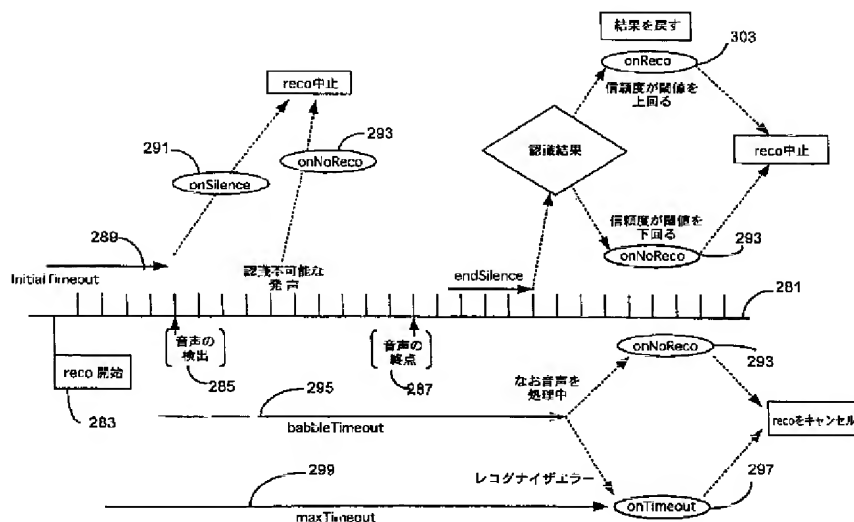 結果を戻す
303
onReco
291
reco中止
293
onSilence
onNoReco
信頼度が閾値を
上回る
認識結果
reco中止
信頼度が閾値を
下回る
onNoReco
293
289
InitialTimeout
認識不可能な
発声
endSilence
281
reco 開始
283
音声の
検出
285
音声の
終点
287
onNoReco
293
なお音声を
処理中
295
babbleTimeout
recoをキャンセル
レコグナイザエラー
299
maxTimeout
onTimeout
297